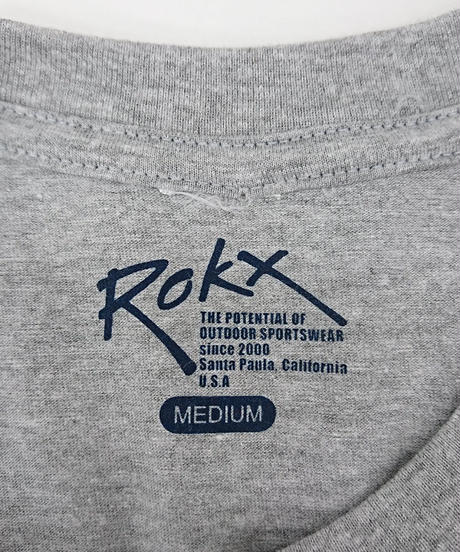 Rokx
THE POTENTIAL OF
OUTDOOR SPORTSWEAR
since 2000
Santa Paula, California
U.S.A
MEDIUM